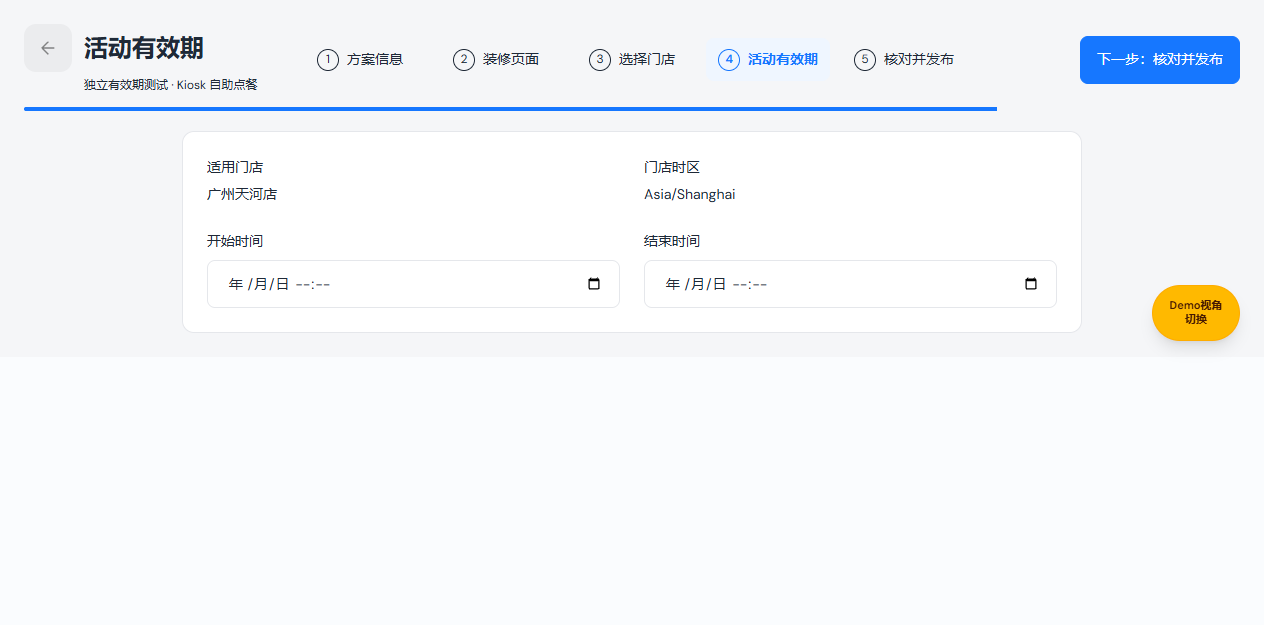 活动有效期
独立有效期测试 · Kiosk 自助点餐
1 方案信息
2 装修页面
3 选择门店
4 活动有效期
5 核对并发布
下一步：核对并发布
适用门店
广州天河店
门店时区
Asia/Shanghai
开始时间
年 /月/日 --:--
结束时间
年 /月/日 --:--
Demo视角
切换